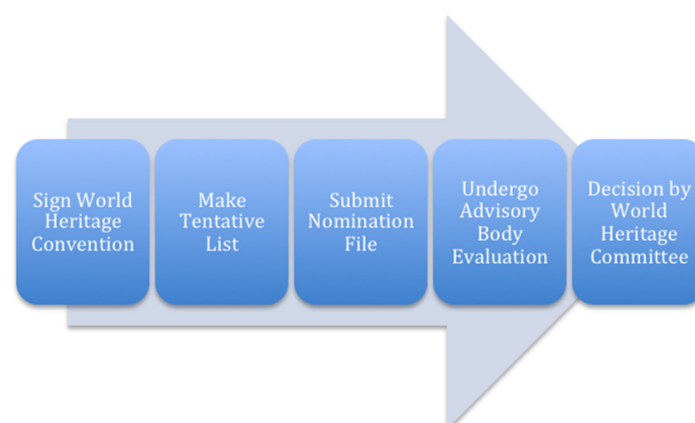 Sign World
Heritage
Convention
Make
Tentative
List
Submit
Nomination
File
Undergo
Advisory
Body
Evaluation
Decision by
World
Heritage
Committee